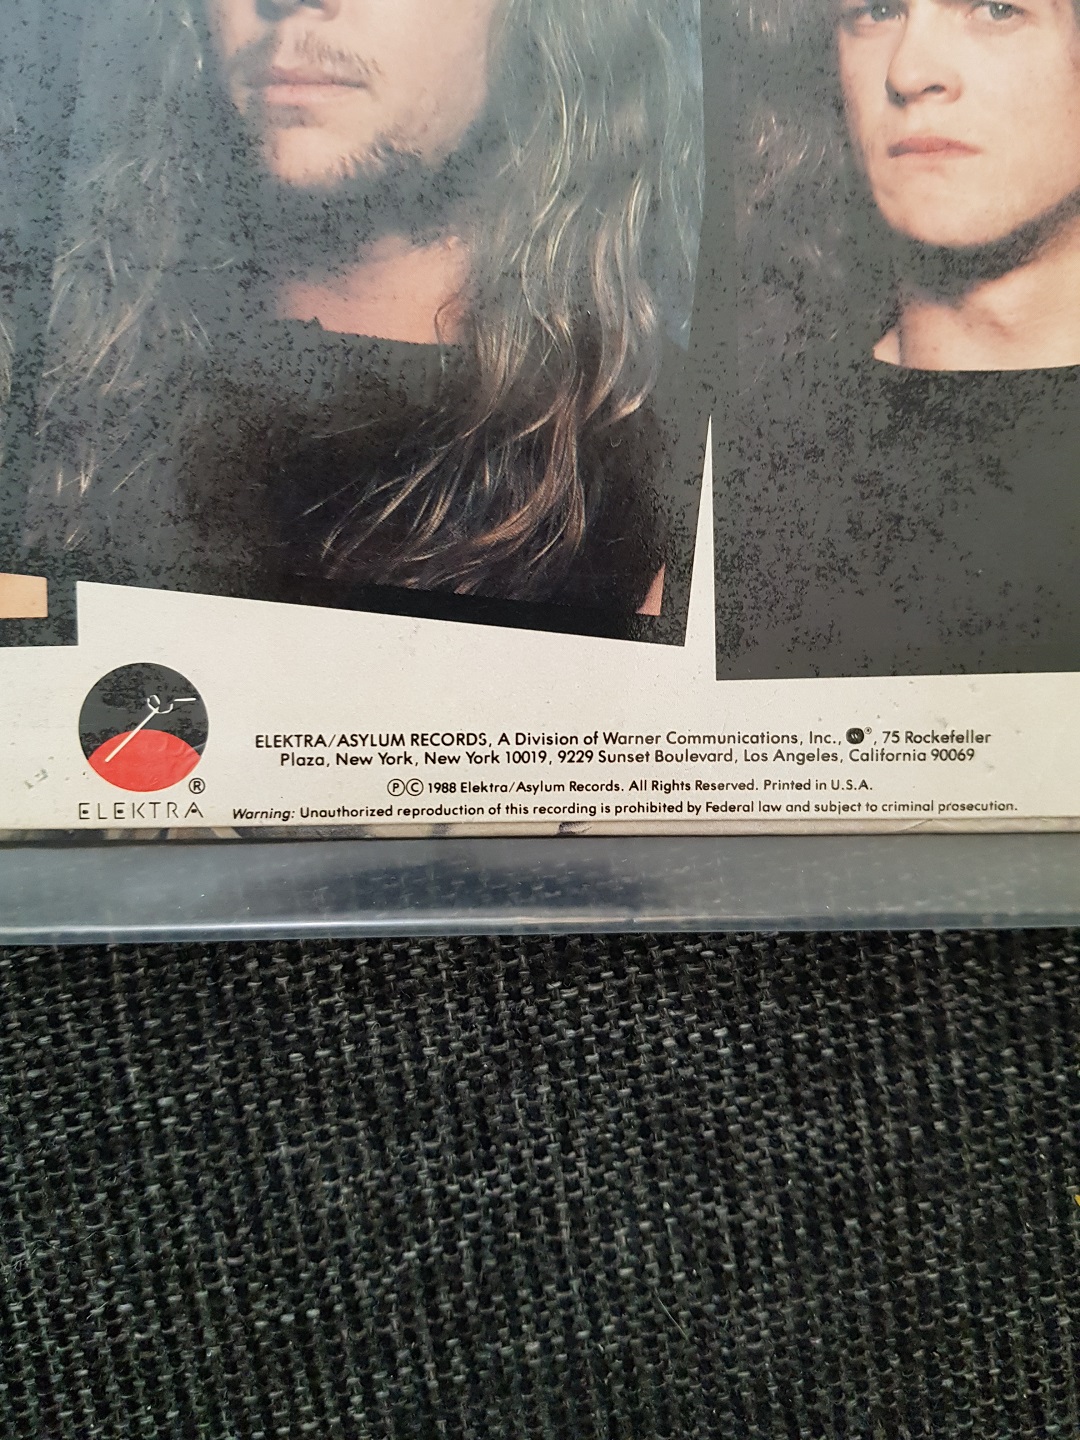 ELEKTRA/ASYLUM RECORDS, A Division of Warner Communications, Inc., ®, 75 Rockefeller
Plaza, New York, New York 10019, 9229 Sunset Boulevard, Los Angeles, California 90069
ⓅⒸ 1988 Elektra/Asylum Records. All Rights Reserved. Printed in U.S.A.
®
ELEKTRA
Warning: Unauthorized reproduction of this recording is prohibited by Federal law and subject to criminal prosecution.